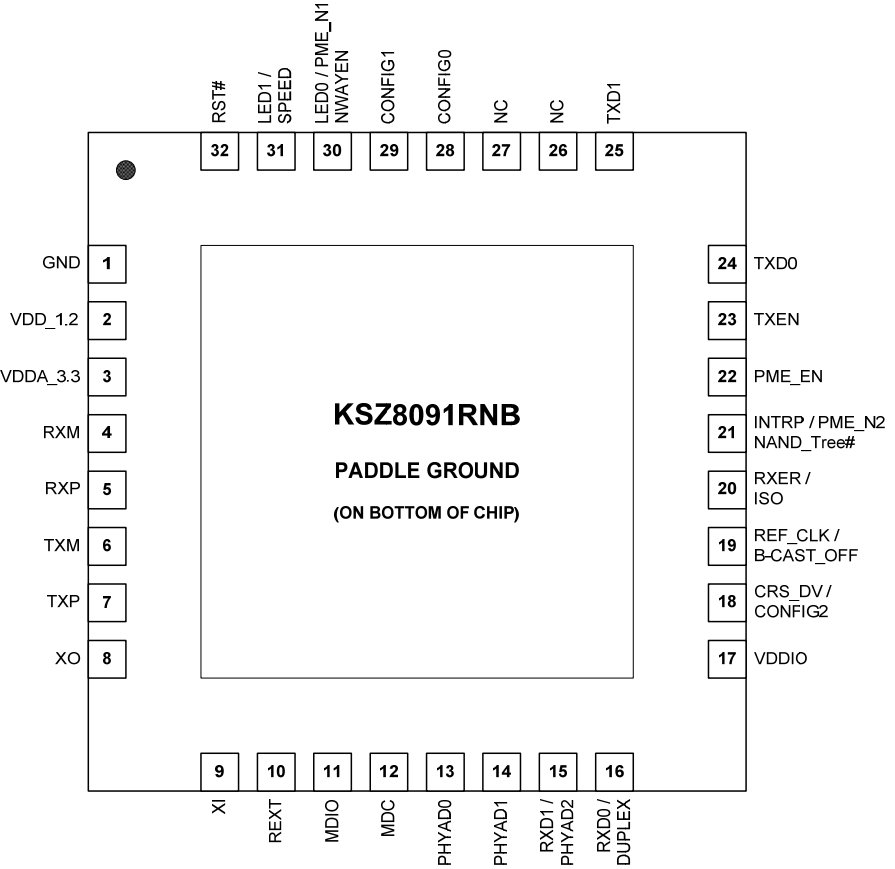 RST#
LED1 /
SPEED
LED0 / PME_N1
NWAYEN
CONFIG1
CONFIG0
NC
NC
TXD1
32
31
30
29
28
27
26
25
GND
1
VDD_1.2
2
VDDA_3.3
3
RXM
4
RXP
5
TXM
6
TXP
7
XO
8
KSZ8091RNB
PADDLE GROUND
(ON BOTTOM OF CHIP)
24
TXD0
23
TXEN
22
PME_EN
21
INTRP / PME_N2
NAND_Tree#
20
RXER /
ISO
19
REF_CLK /
B-CAST_OFF
18
CRS_DV /
CONFIG2
17
VDDIO
9
10
11
12
13
14
15
16
XI
REXT
MDIO
MDC
PHYAD0
PHYAD1
RXD1 /
PHYAD2
RXD0 /
DUPLEX